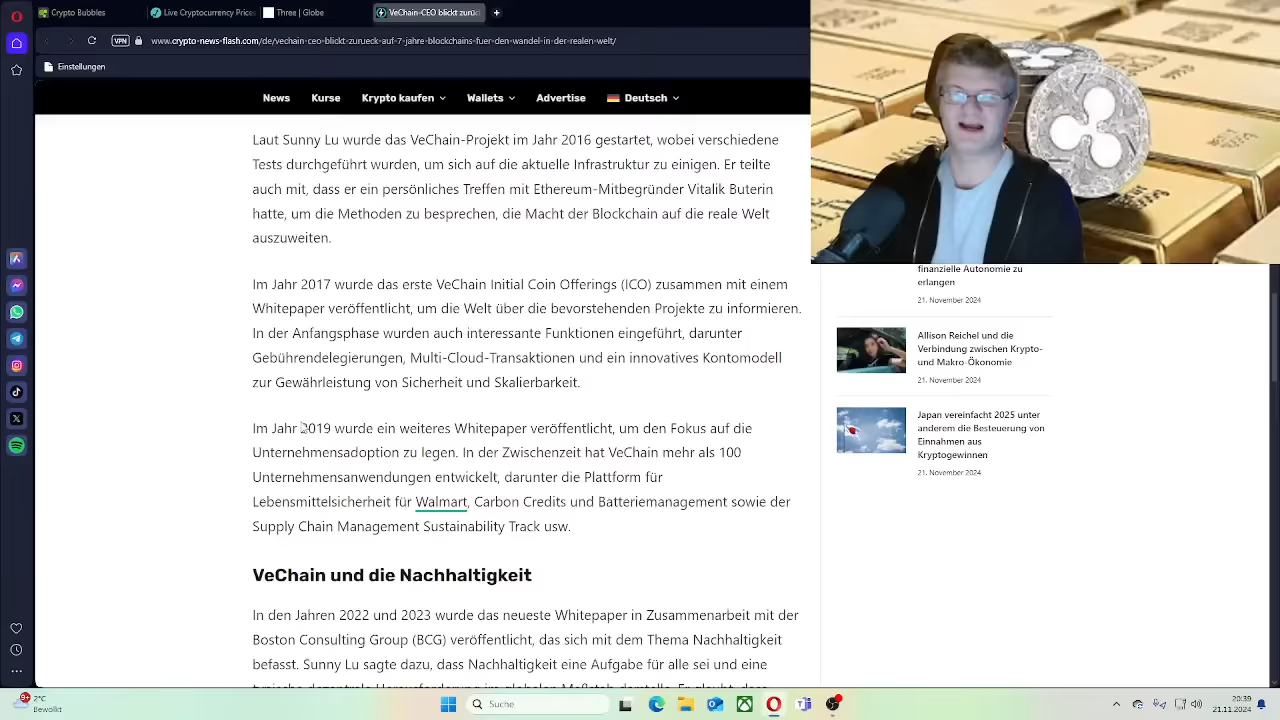 Crypto Bubbles
Live Cryptocurrency Prices
Three | Globe
VeChain-CEO blickt zurü
VPN
www.crypto-news-flash.com/de/vechain-ceo-blickt-zuruck-auf-7-jahre-blockchains-fuer-den-wandel-in-der-realen-welt/
Einstellungen
News
Kurse
Krypto kaufen
Wallets
Advertise
Deutsch
Laut Sunny Lu wurde das VeChain-Projekt im Jahr 2016 gestartet, wobei verschiedene
Tests durchgeführt wurden, um sich auf die aktuelle Infrastruktur zu einigen. Er teilte
auch mit, dass er ein persönliches Treffen mit Ethereum-Mitbegründer Vitalik Buterin
hatte, um die Methoden zu besprechen, die Macht der Blockchain auf die reale Welt
auszuweiten.
Im Jahr 2017 wurde das erste VeChain Initial Coin Offerings (ICO) zusammen mit einem
Whitepaper veröffentlicht, um die Welt über die bevorstehenden Projekte zu informieren.
In der Anfangsphase wurden auch interessante Funktionen eingeführt, darunter
Gebührendelegierungen, Multi-Cloud-Transaktionen und ein innovatives Kontomodell
zur Gewährleistung von Sicherheit und Skalierbarkeit.
Im Jahr 2019 wurde ein weiteres Whitepaper veröffentlicht, um den Fokus auf die
Unternehmensadoption zu legen. In der Zwischenzeit hat VeChain mehr als 100
Unternehmensanwendungen entwickelt, darunter die Plattform für
Lebensmittelsicherheit für Walmart, Carbon Credits und Batteriemanagement sowie der
Supply Chain Management Sustainability Track usw.
VeChain und die Nachhaltigkeit
In den Jahren 2022 und 2023 wurde das neueste Whitepaper in Zusammenarbeit mit der
Boston Consulting Group (BCG) veröffentlicht, das sich mit dem Thema Nachhaltigkeit
befasst. Sunny Lu sagte dazu, dass Nachhaltigkeit eine Aufgabe für alle sei und eine
finanzielle Autonomie zu
erlangen
21. November 2024
Allison Reichel und die
Verbindung zwischen Krypto-
und Makro-Ökonomie
21. November 2024
Japan vereinfacht 2025 unter
anderem die Besteuerung von
Einnahmen aus
Kryptogewinnen
21. November 2024
9+
2°C
Bewölkt
Suche
20:39
21.11.2024